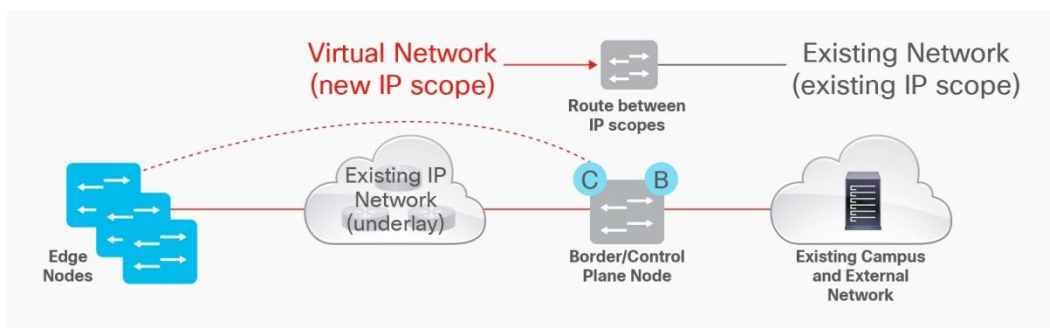 Virtual Network
(new IP scope)
Route between
IP scopes
Existing Network
(existing IP scope)
Edge
Nodes
Existing IP
Network
(underlay)
C
B
Border/Control
Plane Node
Existing Campus
and External
Network